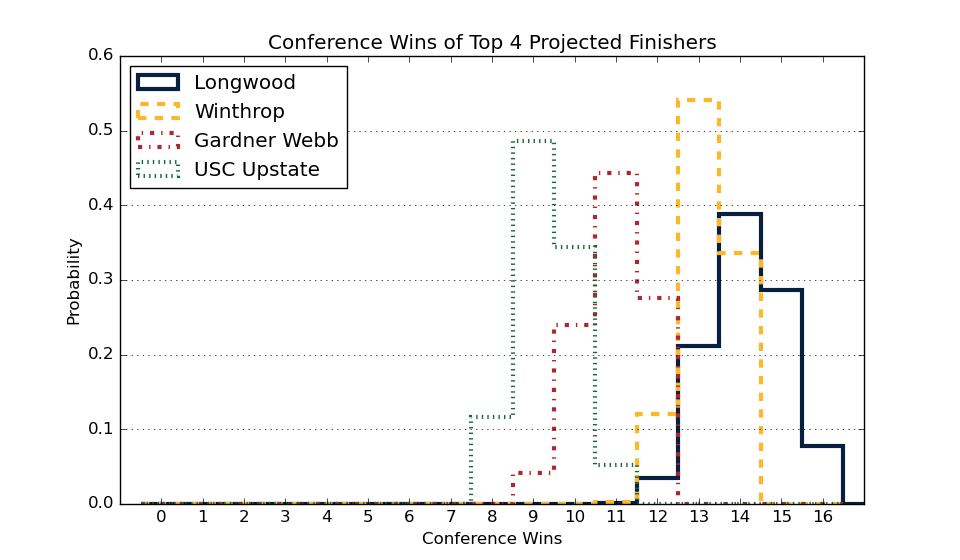 Conference Wins of Top 4 Projected Finishers
0.6
0.5
0.4
0.3
0.2
0.1
0.0
Probability
Longwood
Winthrop
Gardner Webb
USC Upstate
0 1 2 3 4 5 6 7 8 9 10 11 12 13 14 15 16
Conference Wins